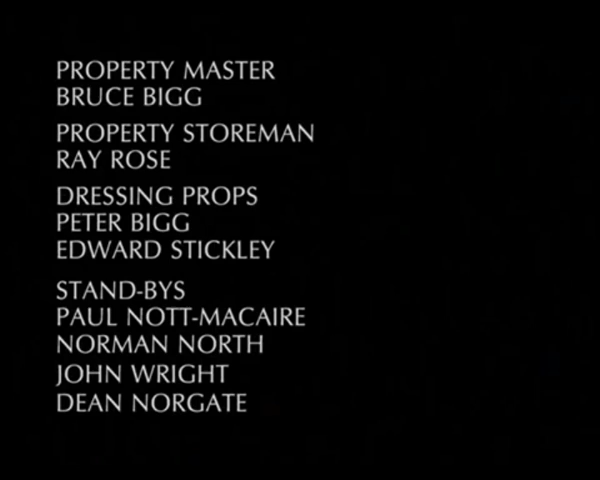 PROPERTY MASTER
BRUCE BIGG
PROPERTY STOREMAN
RAY ROSE
DRESSING PROPS
PETER BIGG
EDWARD STICKLEY
STAND-BYS
PAUL NOTT-MACAIRE
NORMAN NORTH
JOHN WRIGHT
DEAN NORGATE